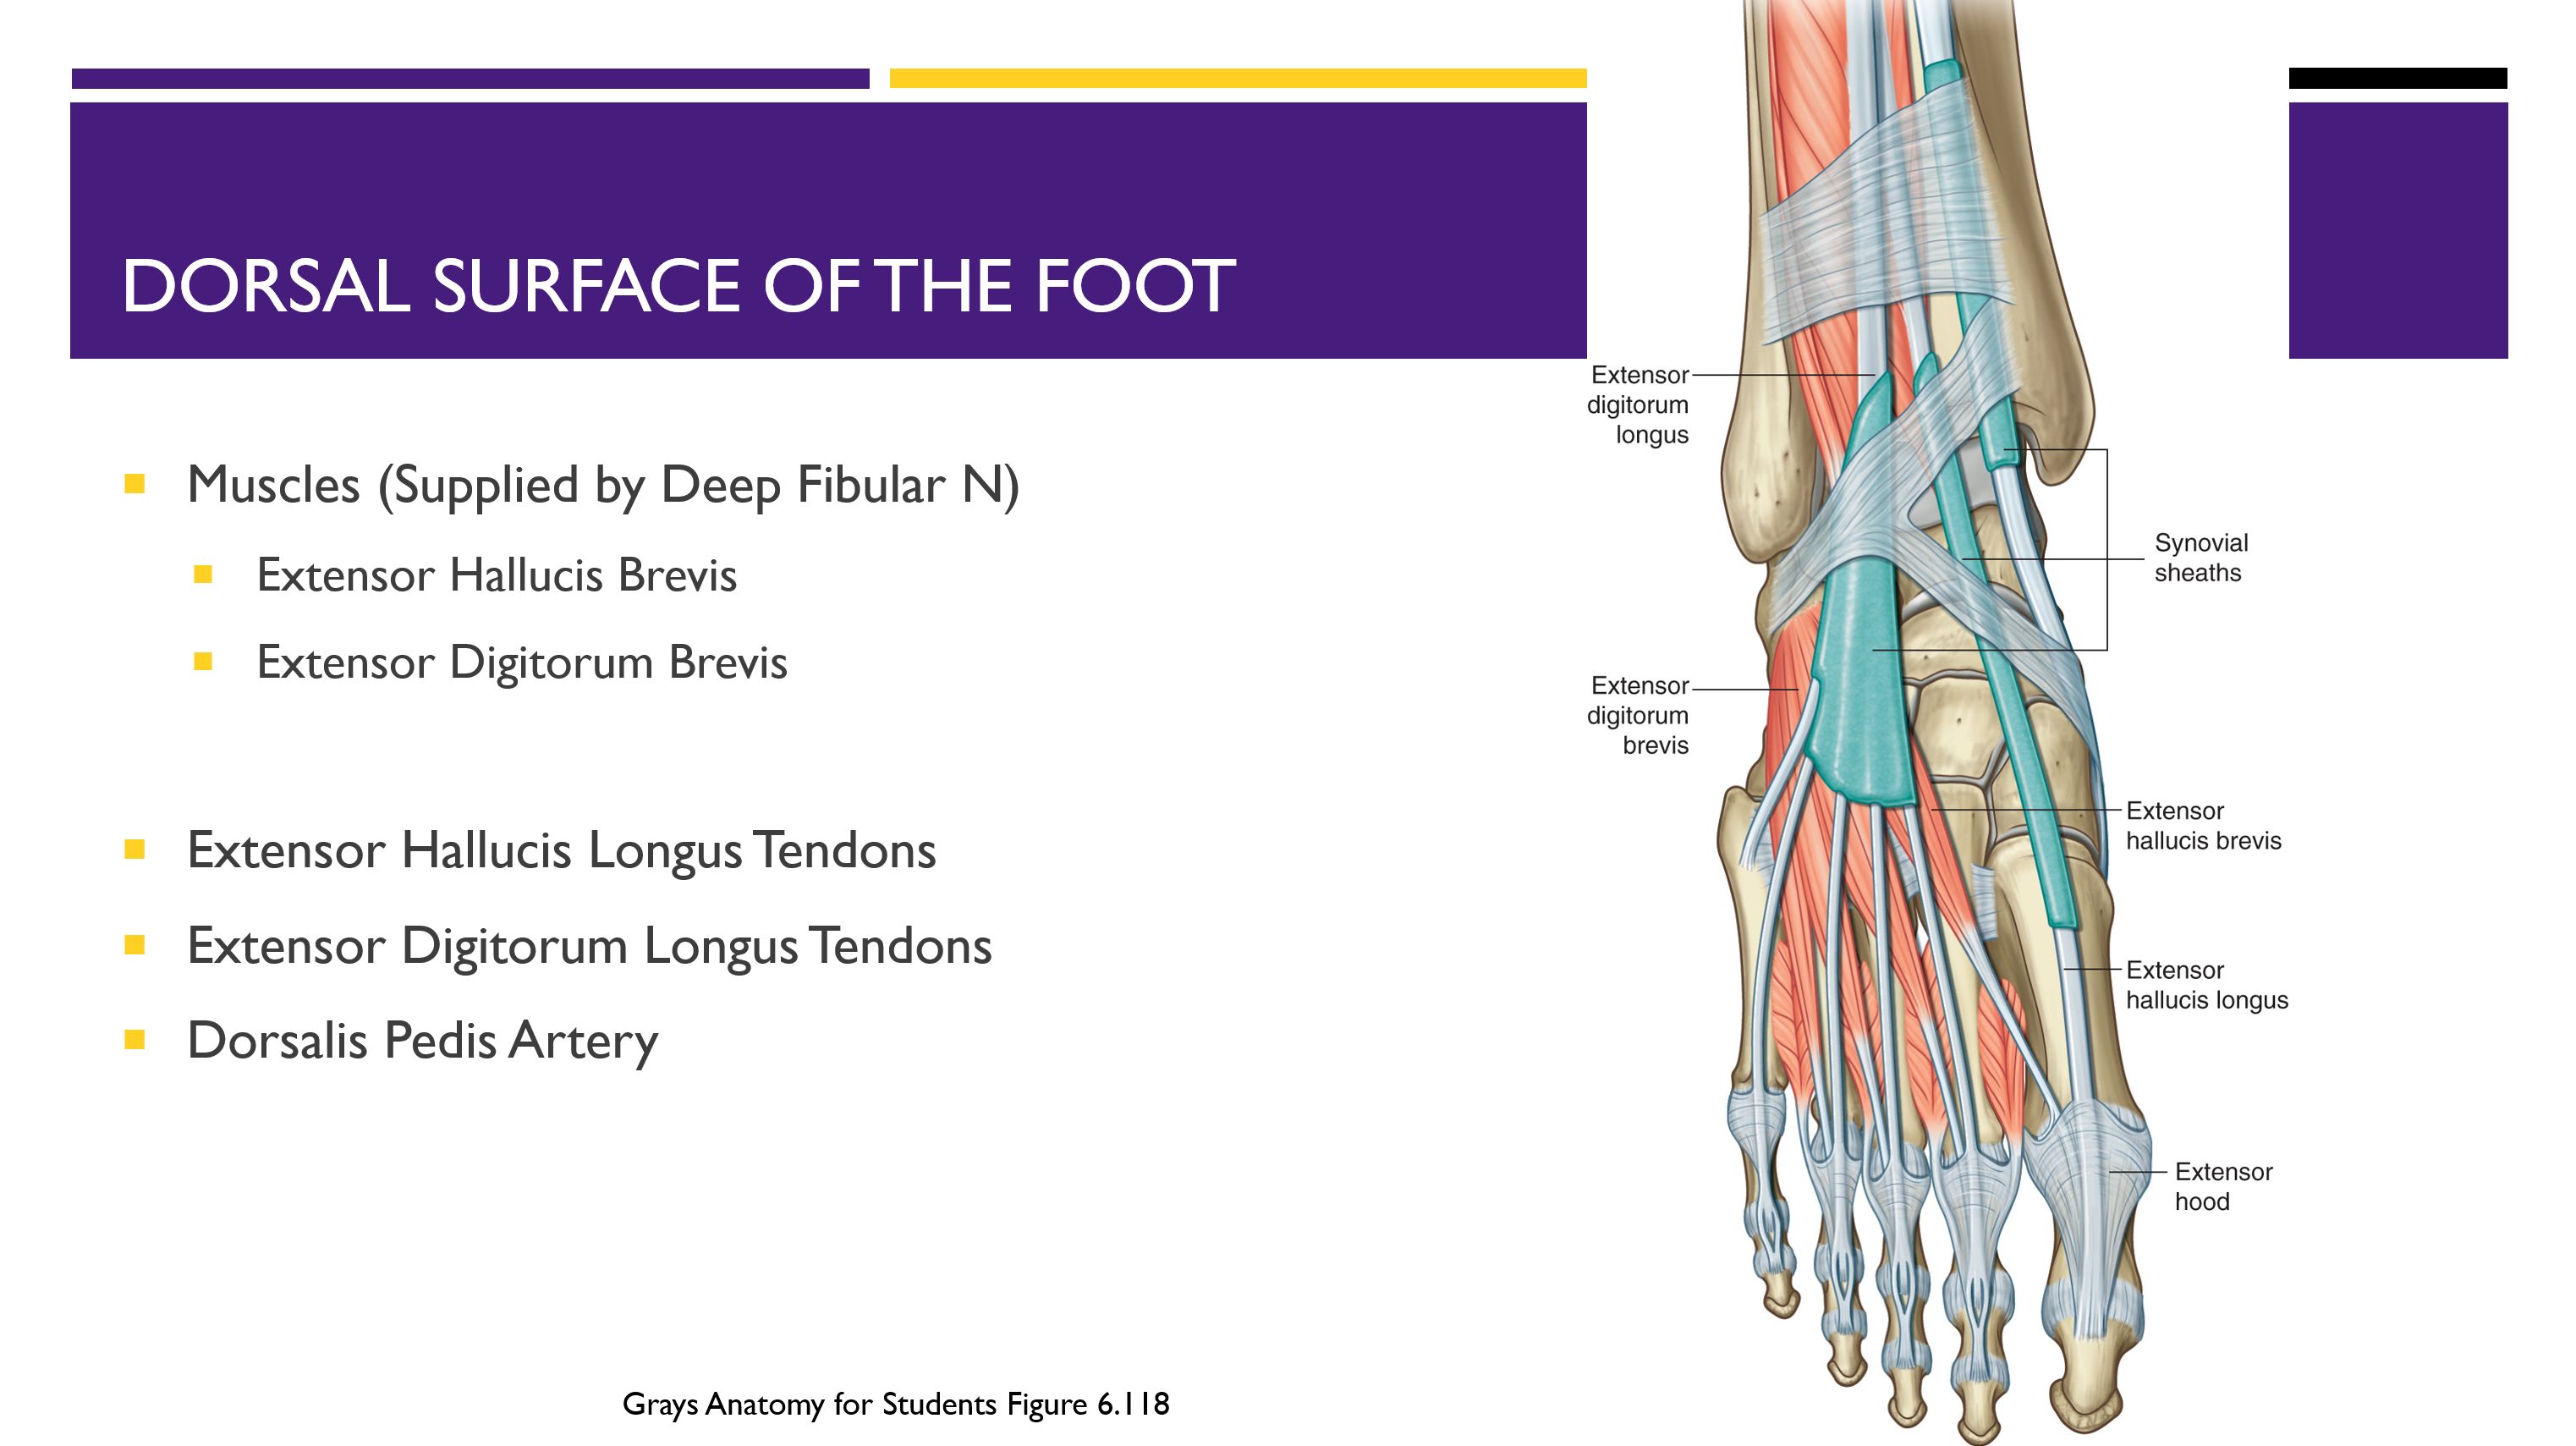 DORSAL SURFACE OF THE FOOT
Muscles (Supplied by Deep Fibular N)
Extensor Hallucis Brevis
Extensor Digitorum Brevis
Extensor Hallucis Longus Tendons
Extensor Digitorum Longus Tendons
Dorsalis Pedis Artery
Grays Anatomy for Students Figure 6.118
Extensor
digitorum
longus
Synovial
sheaths
Extensor
digitorum
brevis
Extensor
hallucis brevis
Extensor
hallucis longus
Extensor
hood